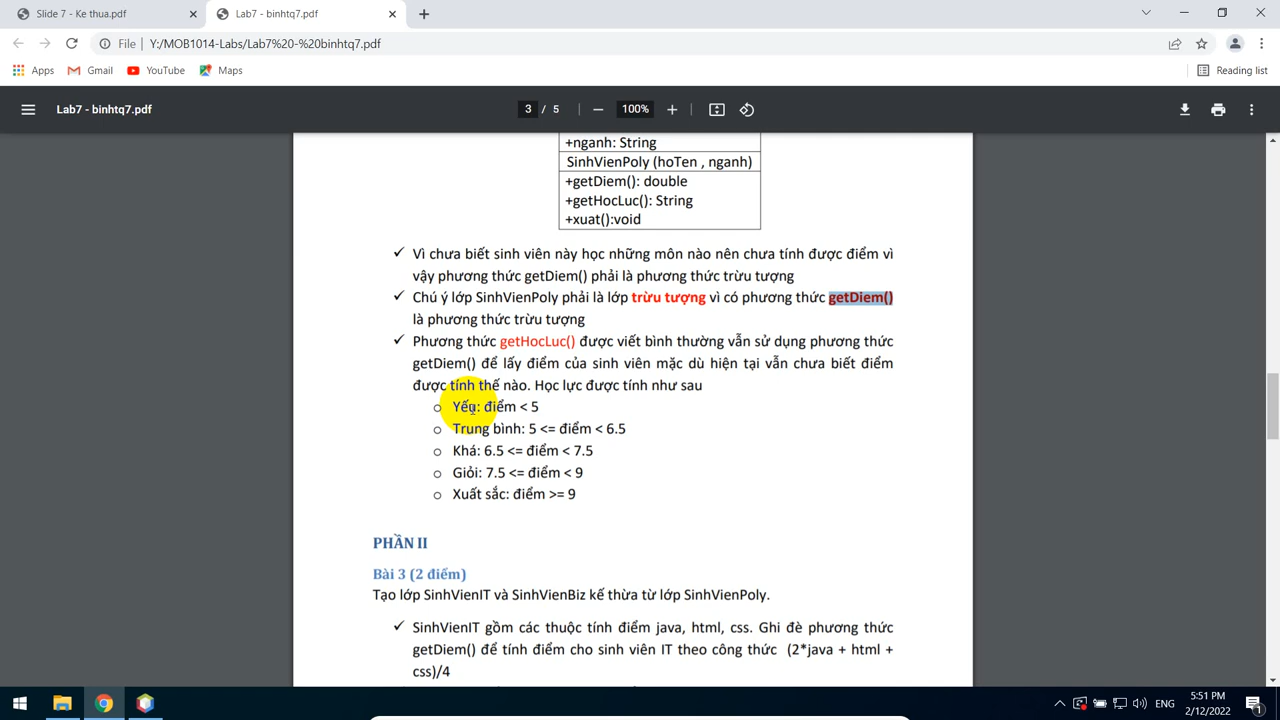 Slide 7 - Ke thua.pdf
Lab7 - binhtq7.pdf
File
Y:/MOB1014-Labs/Lab7%20-%20binhtq7.pdf
Apps
Gmail
YouTube
Maps
Reading list
Lab7 - binhtq7.pdf
3 / 5
100%
+nganh: String
SinhVienPoly (hoTen , nganh)
+getDiem(): double
+getHocLuc(): String
+xuat():void
Vì chưa biết sinh viên này học những môn nào nên chưa tính được điểm vì
vậy phương thức getDiem() phải là phương thức trừu tượng
Chú ý lớp SinhVienPoly phải là lớp trừu tượng vì có phương thức getDiem()
là phương thức trừu tượng
Phương thức getHocLuc() được viết bình thường vẫn sử dụng phương thức
getDiem() để lấy điểm của sinh viên mặc dù hiện tại vẫn chưa biết điểm
được tính thế nào. Học lực được tính như sau
Yếu: điểm < 5
Trung bình: 5 <= điểm < 6.5
Khá: 6.5 <= điểm < 7.5
Giỏi: 7.5 <= điểm < 9
Xuất sắc: điểm >= 9
PHẦN II
Bài 3 (2 điểm)
Tạo lớp SinhVienIT và SinhVienBiz kế thừa từ lớp SinhVienPoly.
SinhVienIT gồm các thuộc tính điểm java, html, css. Ghi đè phương thức
getDiem() để tính điểm cho sinh viên IT theo công thức (2*java + html +
css)/4
ENG
5:51 PM
2/12/2022
1